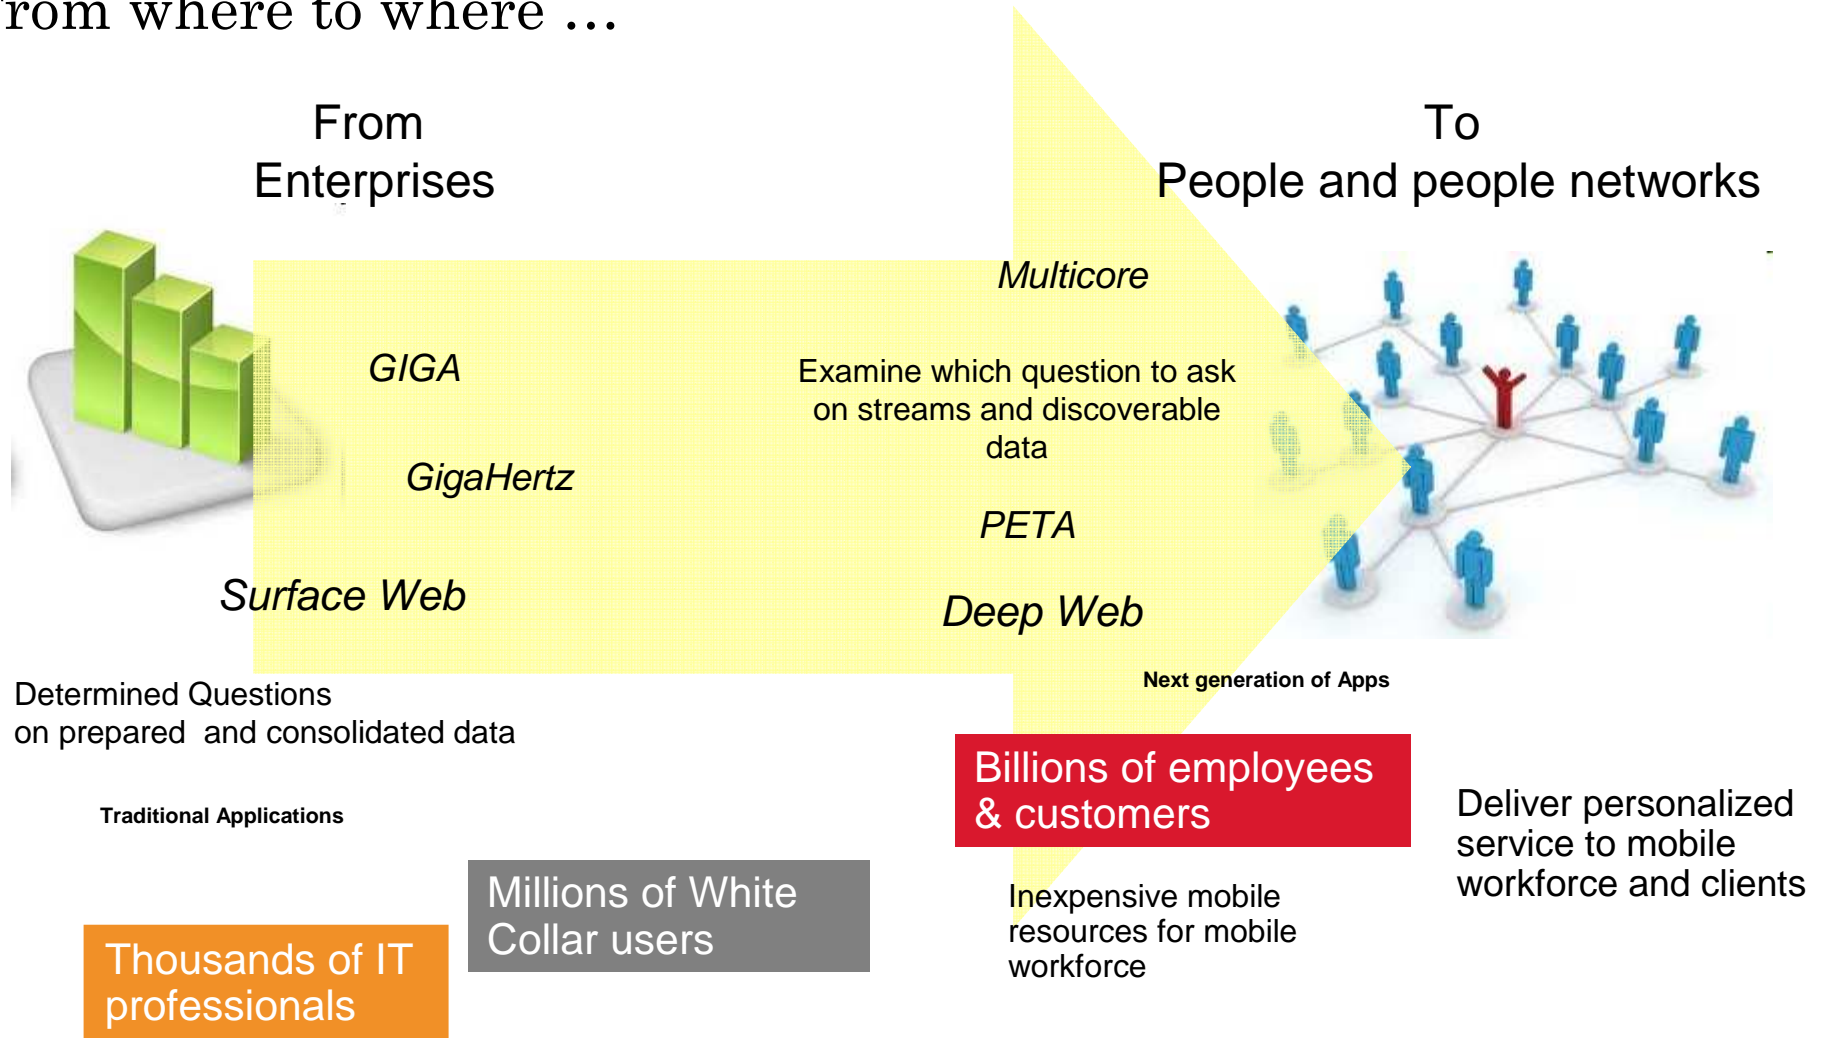 rom where to where ...
From
Enterprises
To
People and people networks
Multicore
GIGA
Examine which question to ask
on streams and discoverable
data
GigaHertz
PETA
Surface Web
Deep Web
Next generation of Apps
Determined Questions
on prepared and consolidated data
Billions of employees
& customers
Traditional Applications
Deliver personalized
service to mobile
workforce and clients
Millions of White
Collar users
Inexpensive mobile
resources for mobile
workforce
Thousands of IT
professionals